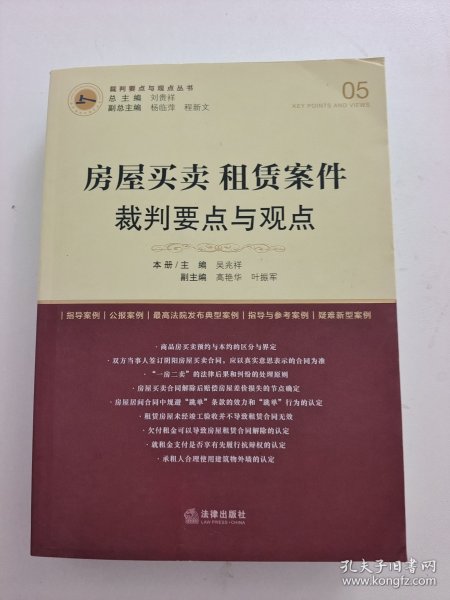 裁判要点与观点丛书
总主编 刘贵祥
副总主编 杨临萍 程新文
05
KEY POINTS AND VIEWS
房屋买卖 租赁案件
裁判要点与观点
本册/主 编 吴兆祥
副主编 高艳华 叶振军
|指导案例|公报案例|最高法院发布典型案例|指导与参考案例|疑难新型案例
·商品房买卖预约与本约的区分与界定
·双方当事人签订阴阳房屋买卖合同，应以真实意思表示的合同为准
·“一房二卖”的法律后果和纠纷的处理原则
·房屋买卖合同解除后赔偿房屋差价损失的节点确定
·房屋居间合同中规避“跳单”条款的效力和“跳单”行为的认定
·租赁房屋未经竣工验收并不导致租赁合同无效
·欠付租金可以导致房屋租赁合同解除的认定
·就租金支付是否享有先履行抗辩权的认定
·承租人合理使用建筑物外墙的认定
法律出版社
LAW PRESS·CHINA
孔夫子旧书网
www.kongfz.com